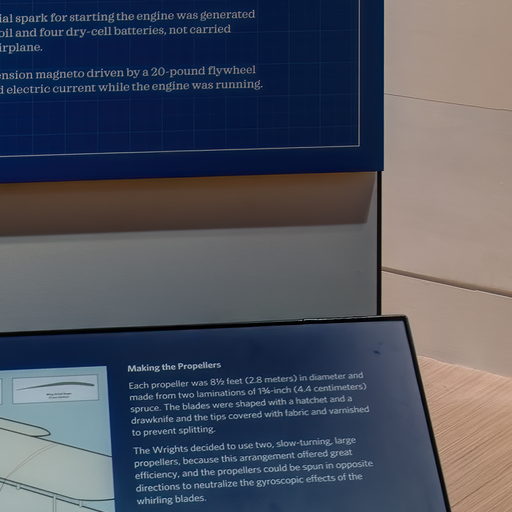 ial spark for starting the engine was generated
oil and four dry-cell batteries, not carried
irplane.
ension magneto driven by a 20-pound flywheel
d electric current while the engine was running.
Making the Propellers
Each propeller was 8½ feet (2.8 meters) in diameter and
made from two laminations of 1¾-inch (4.4 centimeters)
spruce. The blades were shaped with a hatchet and a
drawknife and the tips covered with fabric and varnished
to prevent splitting.
The Wrights decided to use two, slow-turning, large
propellers, because this arrangement offered great
efficiency, and the propellers could be spun in opposite
directions to neutralize the gyroscopic effects of the
whirling blades.